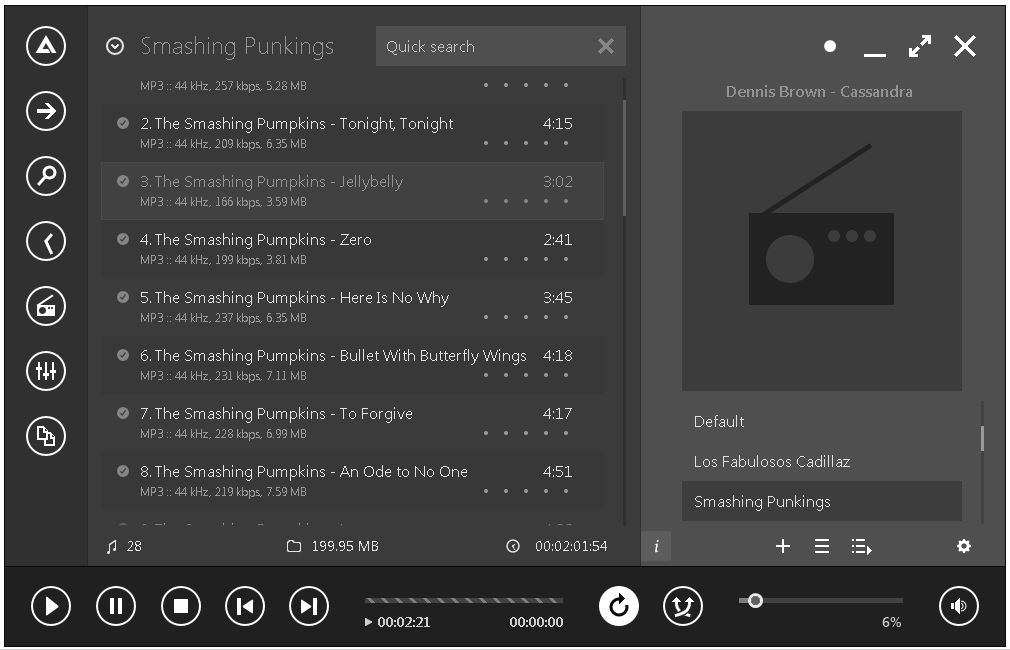 Smashing Punkings
Quick search
MP3 :: 44 kHz, 257 kbps, 5.28 MB
2. The Smashing Pumpkins - Tonight, Tonight 4:15
MP3 :: 44 kHz, 209 kbps, 6.35 MB
3. The Smashing Pumpkins - Jellybelly 3:02
MP3 :: 44 kHz, 166 kbps, 3.59 MB
4. The Smashing Pumpkins - Zero 2:41
MP3 :: 44 kHz, 199 kbps, 3.81 MB
5. The Smashing Pumpkins - Here Is No Why 3:45
MP3 :: 44 kHz, 237 kbps, 6.35 MB
6. The Smashing Pumpkins - Bullet With Butterfly Wings 4:18
MP3 :: 44 kHz, 231 kbps, 7.11 MB
7. The Smashing Pumpkins - To Forgive 4:17
MP3 :: 44 kHz, 228 kbps, 6.99 MB
8. The Smashing Pumpkins - An Ode to No One 4:51
MP3 :: 44 kHz, 219 kbps, 7.59 MB
28 199.95 MB 00:02:01:54
Dennis Brown - Cassandra
Default
Los Fabulosos Cadillaz
Smashing Punkings
i
00:02:21 00:00:00
6%